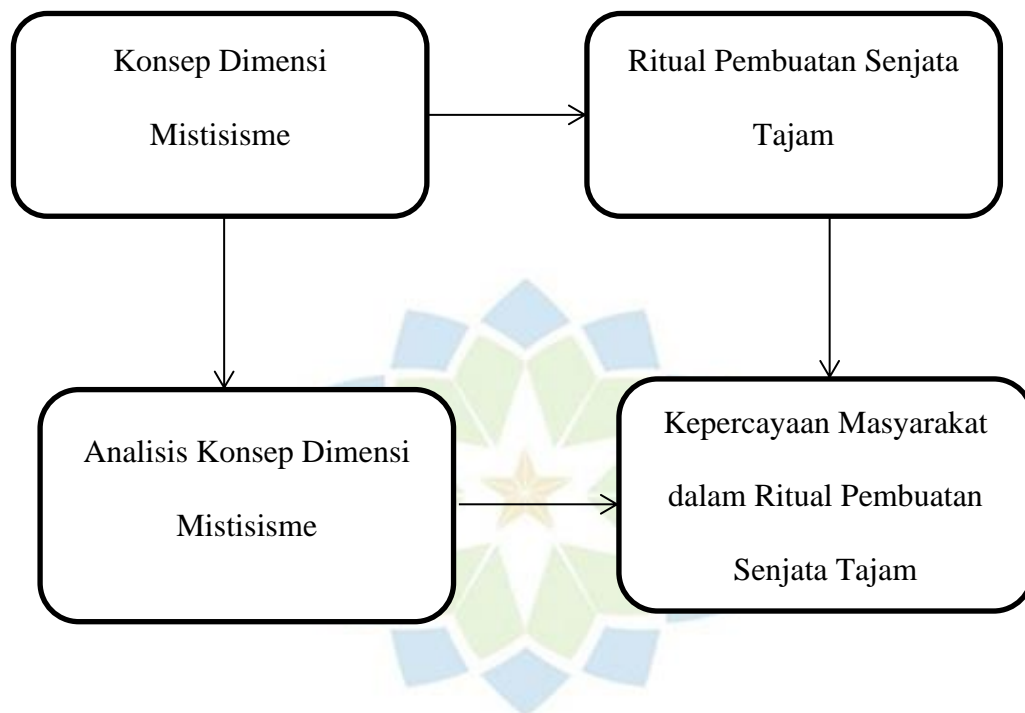 Konsep Dimensi
Mistisisme
Ritual Pembuatan Senjata
Tajam
Analisis Konsep Dimensi
Mistisisme
Kepercayaan Masyarakat
dalam Ritual Pembuatan
Senjata Tajam